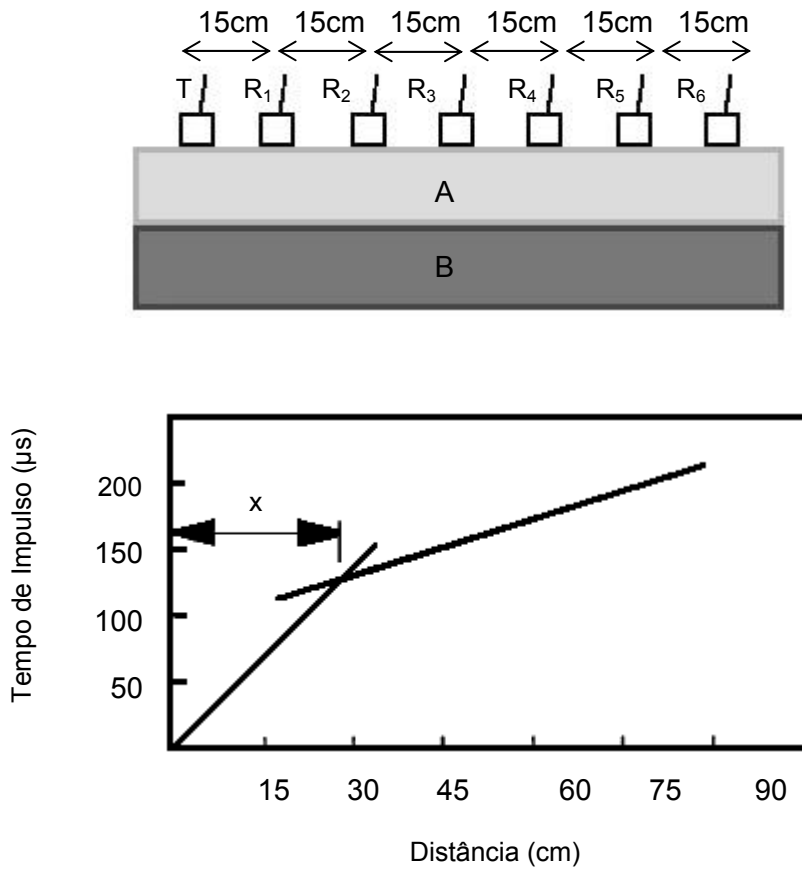 15cm 15cm 15cm 15cm 15cm 15cm
T R₁ R₂ R₃ R₄ R₅ R₆
A
B
Tempo de Impulso (μs)
200
x
150
100
50
15 30 45 60 75 90
Distância (cm)